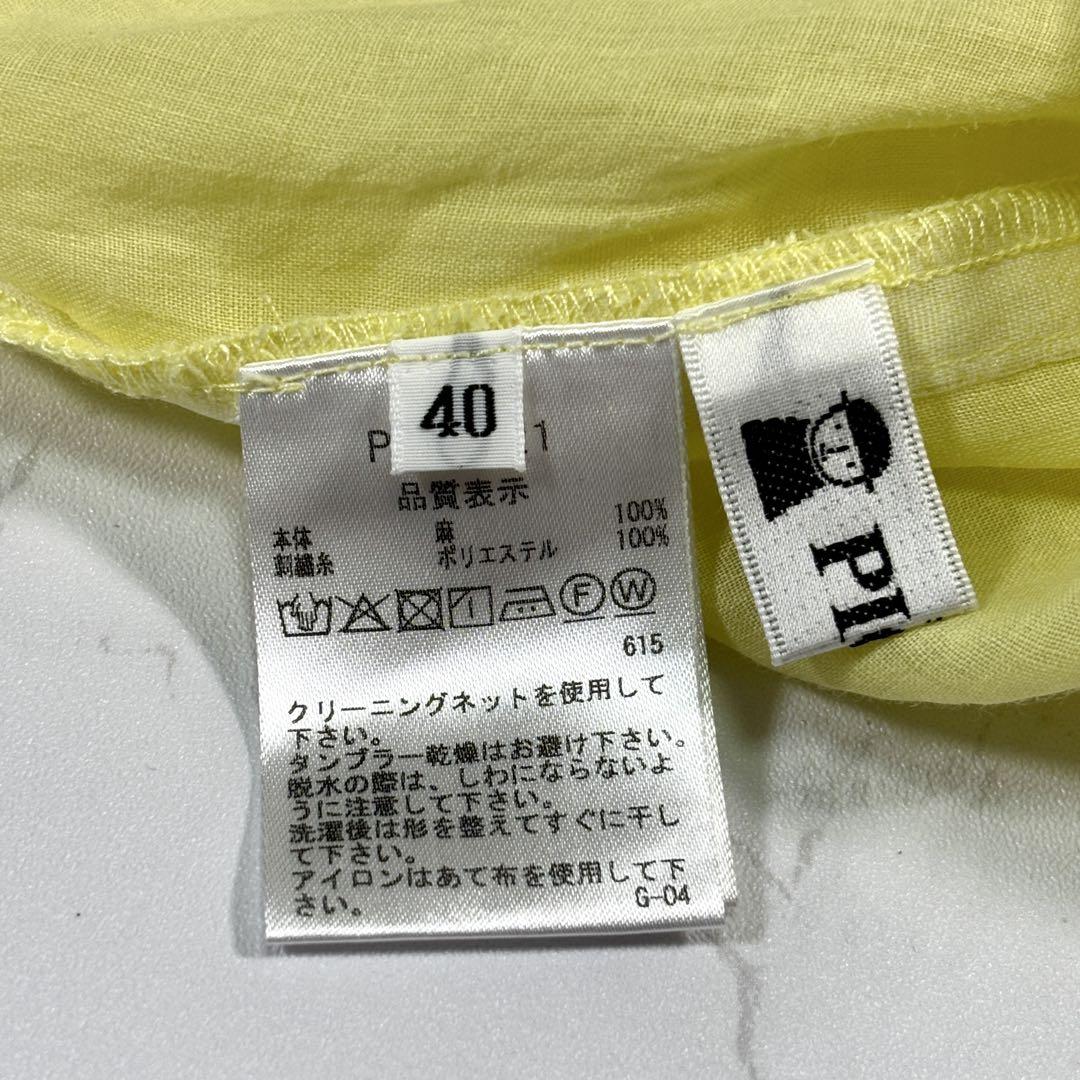 40
P 1
品質表示
本体 麻 100%
刺繍糸 ポリエステル 100%
F W
615
クリーニングネットを使用して
下さい。
タンブラー乾燥はお避け下さい。
脱水の際は、しわにならないよ
うに注意して下さい。
洗濯後は形を整えてすぐに干し
て下さい。
アイロンはあて布を使用して下
さい。
G-04
PI